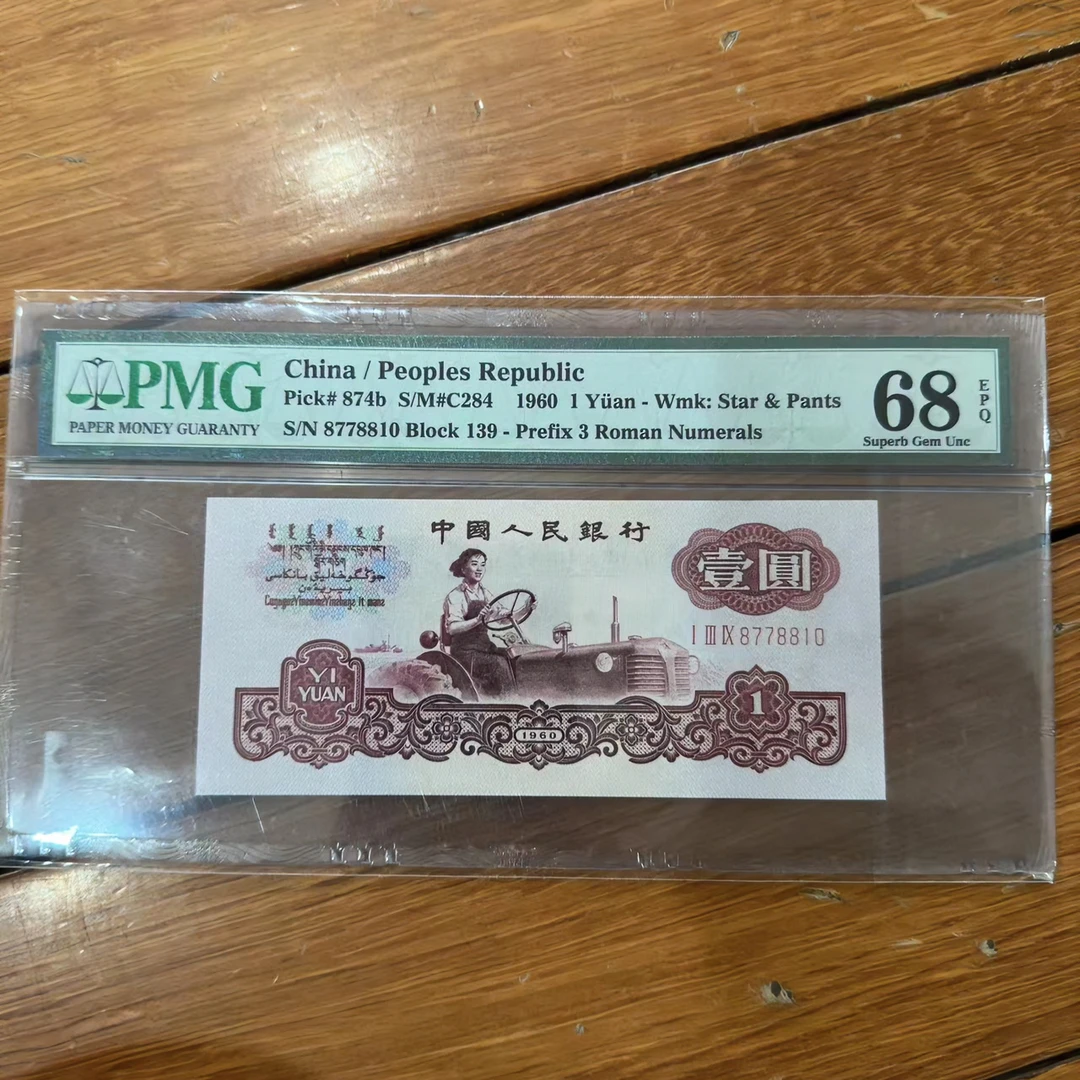 PMG
PAPER MONEY GUARANTY
China / Peoples Republic
Pick# 874b S/M#C284 1960 1 Yüan - Wmk: Star & Pants
S/N 8778810 Block 139 - Prefix 3 Roman Numerals
68
EPQ
Superb Gem Unc
中國人民銀行
壹圓
I III IX 8778810
YI
YUAN
1
1960